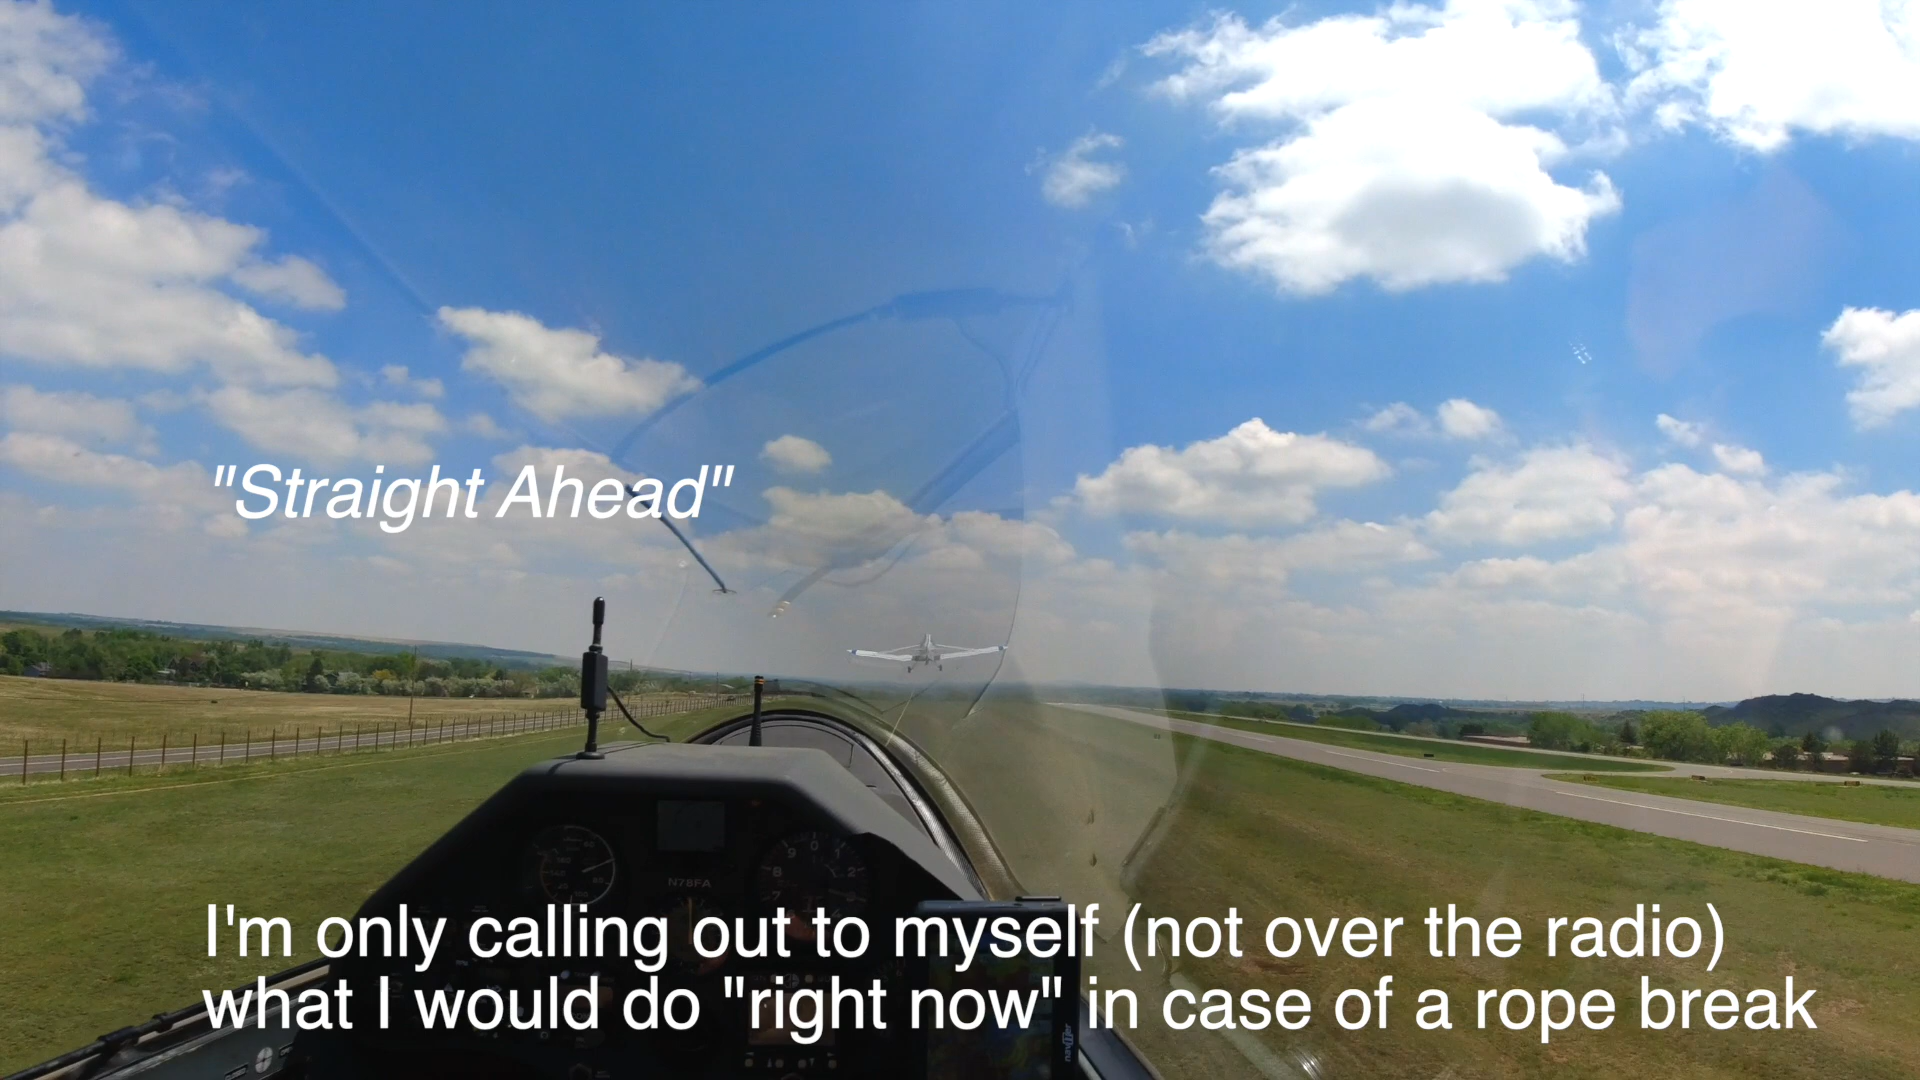 "Straight Ahead"
N78FA
I'm only calling out to myself (not over the radio)
what I would do "right now" in case of a rope break